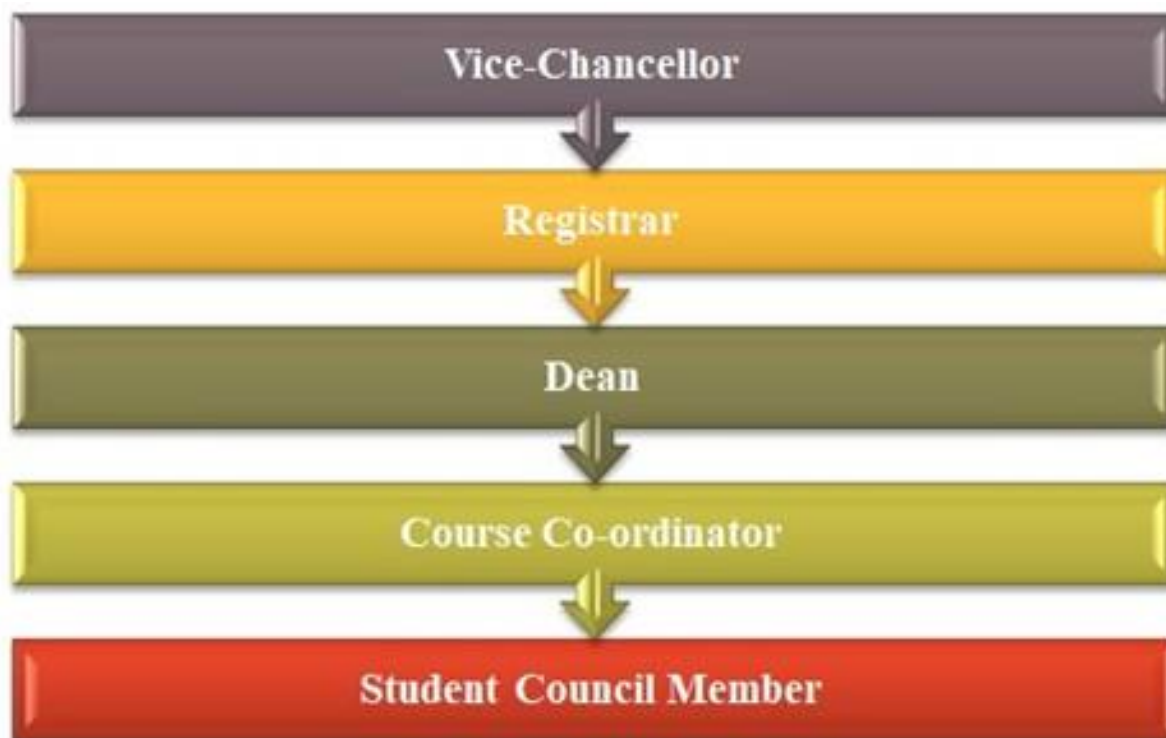 Vice-Chancellor
Registrar
Dean
Course Co-ordinator
Student Council Member